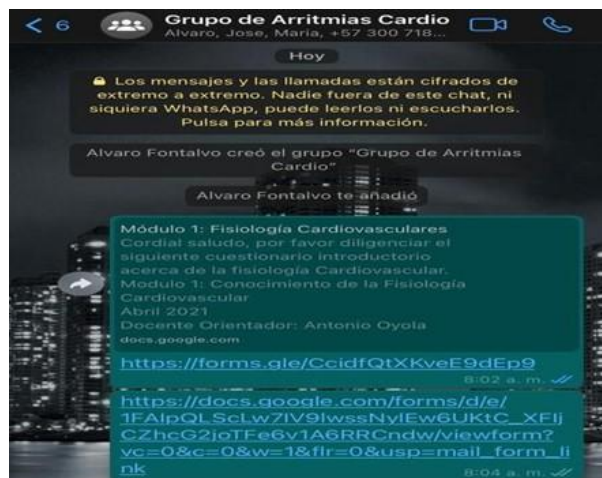 6
Grupo de Arritmias Cardio
Alvaro, Jose, Maria, +57 300 718...
Hoy
Los mensajes y las llamadas están cifrados de
extremo a extremo. Nadie fuera de este chat, ni
siquiera WhatsApp, puede leerlos ni escucharlos.
Pulsa para más información.
Alvaro Fontalvo creó el grupo "Grupo de Arritmias
Cardio"
Alvaro Fontalvo te añadió
Módulo 1: Fisiología Cardiovasculares
Cordial saludo, por favor diligenciar el
siguiente cuestionario introductorio
acerca de la fisiología Cardiovascular.
Modulo 1: Conocimiento de la Fisiología
Cardiovascular
Abril 2021
Docente Orientador: Antonio Oyola
docs.google.com
https://forms.gle/CcidfQtXKveE9dEp9
8:02 a. m.
https://docs.google.com/forms/d/e/
1FAIpQLScLw7IV9IwssNylEw6UKtC_XFIj
CZhcG2joTFe6v1A6RRCndw/viewform?
vc=0&c=0&w=1&flr=0&usp=mail_form_li
nk
8:04 a. m.